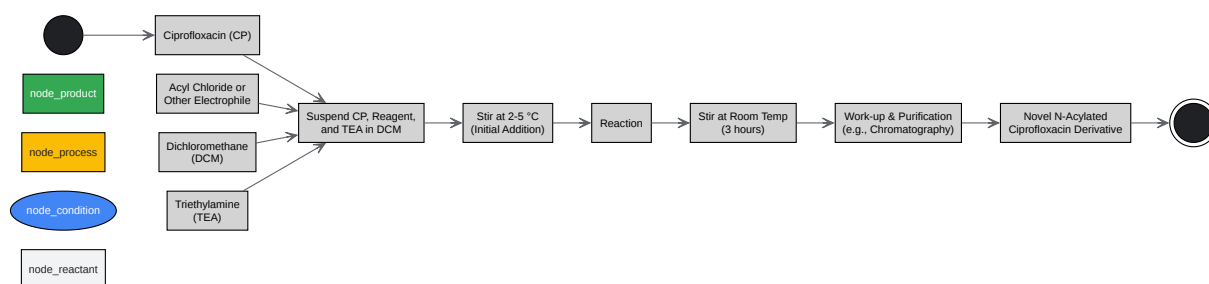 Ciprofloxacin (CP)
node_product
Acyl Chloride or
Other Electrophile
Suspend CP, Reagent,
and TEA in DCM
Stir at 2-5 °C
(Initial Addition)
Reaction
Stir at Room Temp
(3 hours)
Work-up & Purification
(e.g., Chromatography)
Novel N-Acylated
Ciprofloxacin Derivative
node_process
Dichloromethane
(DCM)
node_condition
Triethylamine
(TEA)
node_reactant